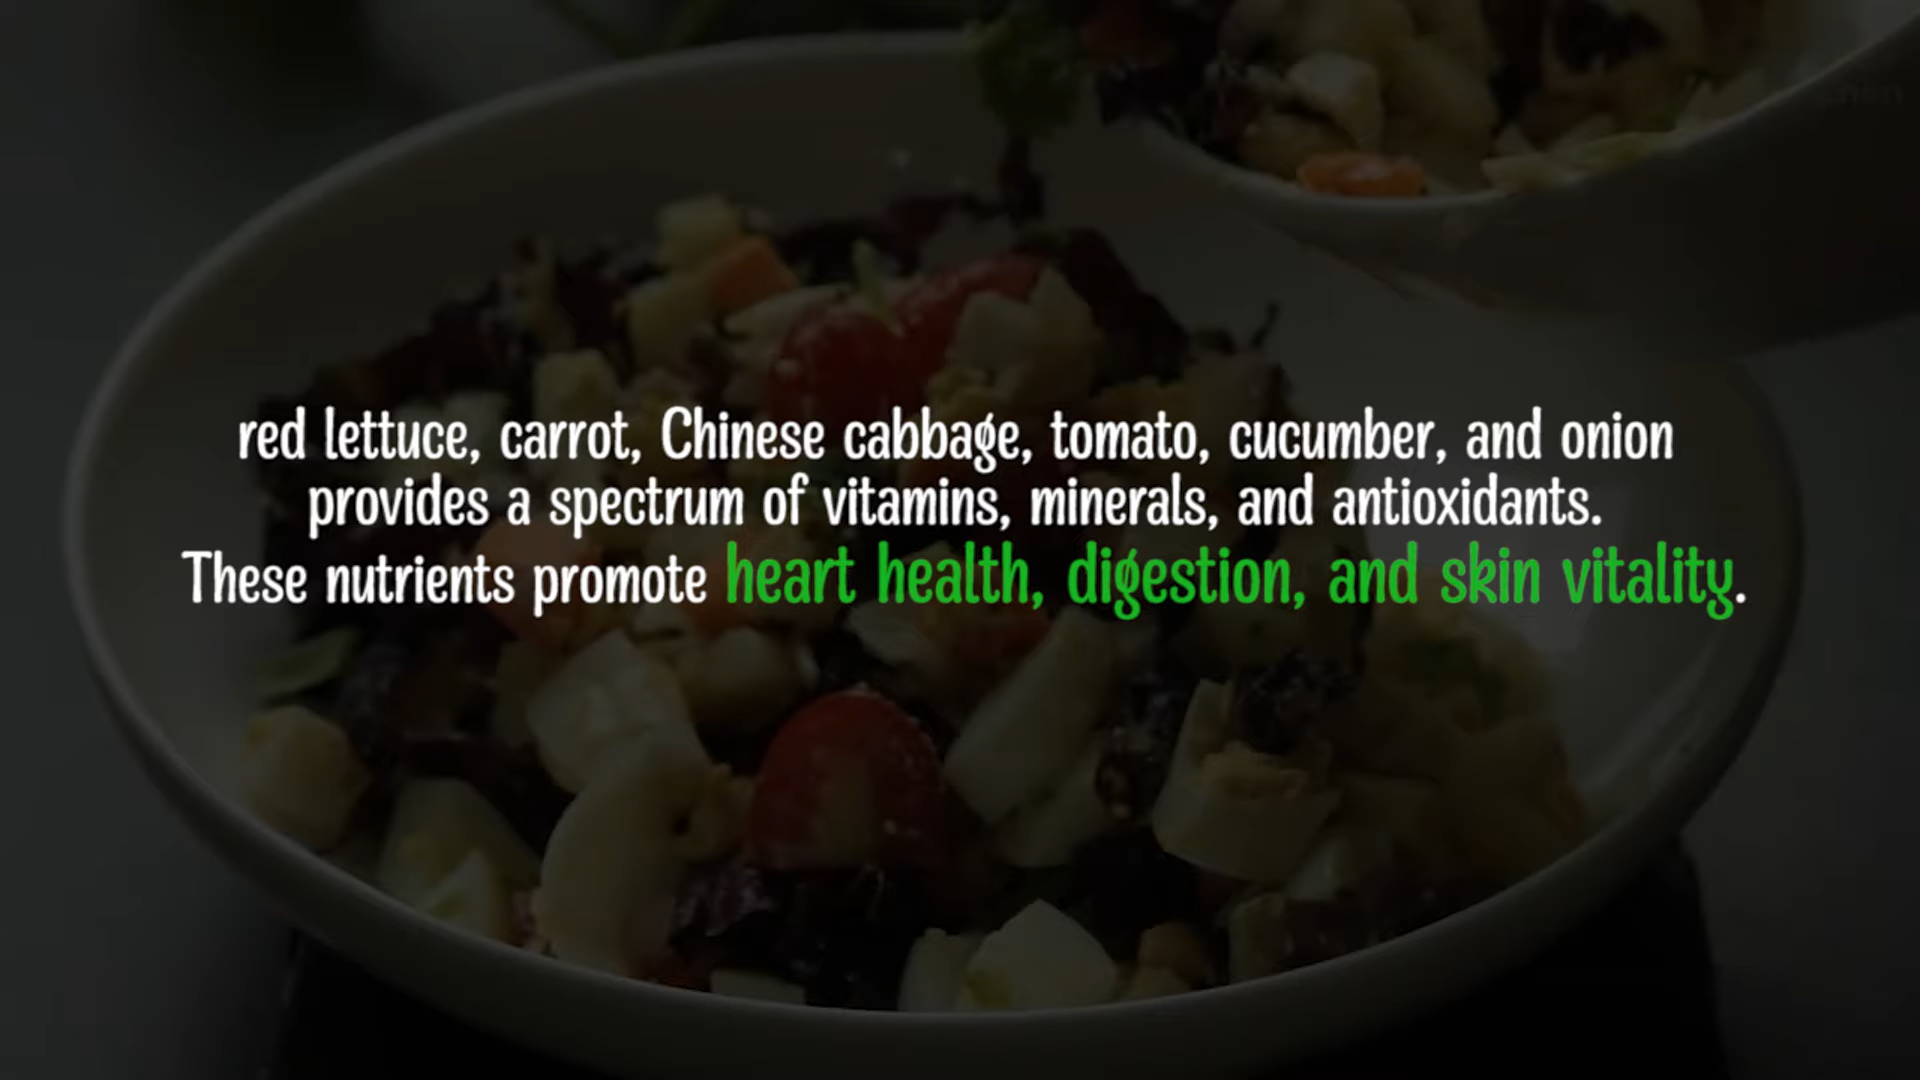 red lettuce, carrot, Chinese cabbage, tomato, cucumber, and onion
provides a spectrum of vitamins, minerals, and antioxidants.
These nutrients promote heart health, digestion, and skin vitality.